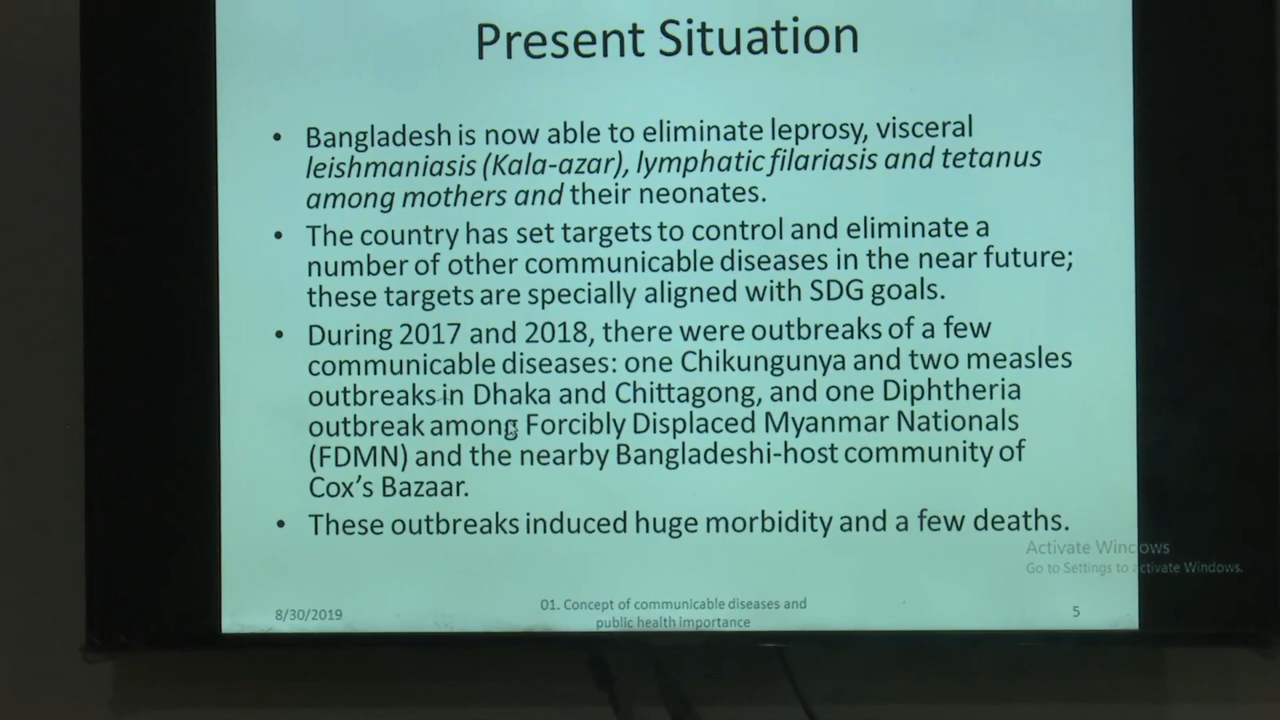 Present Situation
• Bangladesh is now able to eliminate leprosy, visceral
leishmaniasis (Kala-azar), lymphatic filariasis and tetanus
among mothers and their neonates.
• The country has set targets to control and eliminate a
number of other communicable diseases in the near future;
these targets are specially aligned with SDG goals.
• During 2017 and 2018, there were outbreaks of a few
communicable diseases: one Chikungunya and two measles
outbreaks in Dhaka and Chittagong, and one Diphtheria
outbreak among Forcibly Displaced Myanmar Nationals
(FDMN) and the nearby Bangladeshi-host community of
Cox's Bazaar.
• These outbreaks induced huge morbidity and a few deaths.
Activate Windows
Go to Settings to activate Windows.
8/30/2019
01. Concept of communicable diseases and
public health importance
5